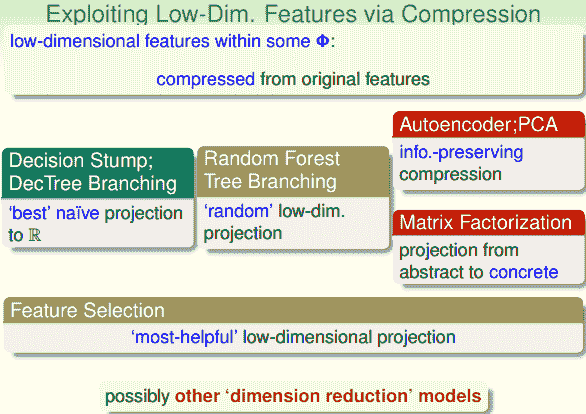 Exploiting Low-Dim. Features via Compression
low-dimensional features within some Φ:
compressed from original features
Decision Stump;
DecTree Branching
'best' naïve projection
to ℝ
Random Forest
Tree Branching
'random' low-dim.
projection
Autoencoder;PCA
info.-preserving
compression
Matrix Factorization
projection from
abstract to concrete
Feature Selection
'most-helpful' low-dimensional projection
possibly other 'dimension reduction' models